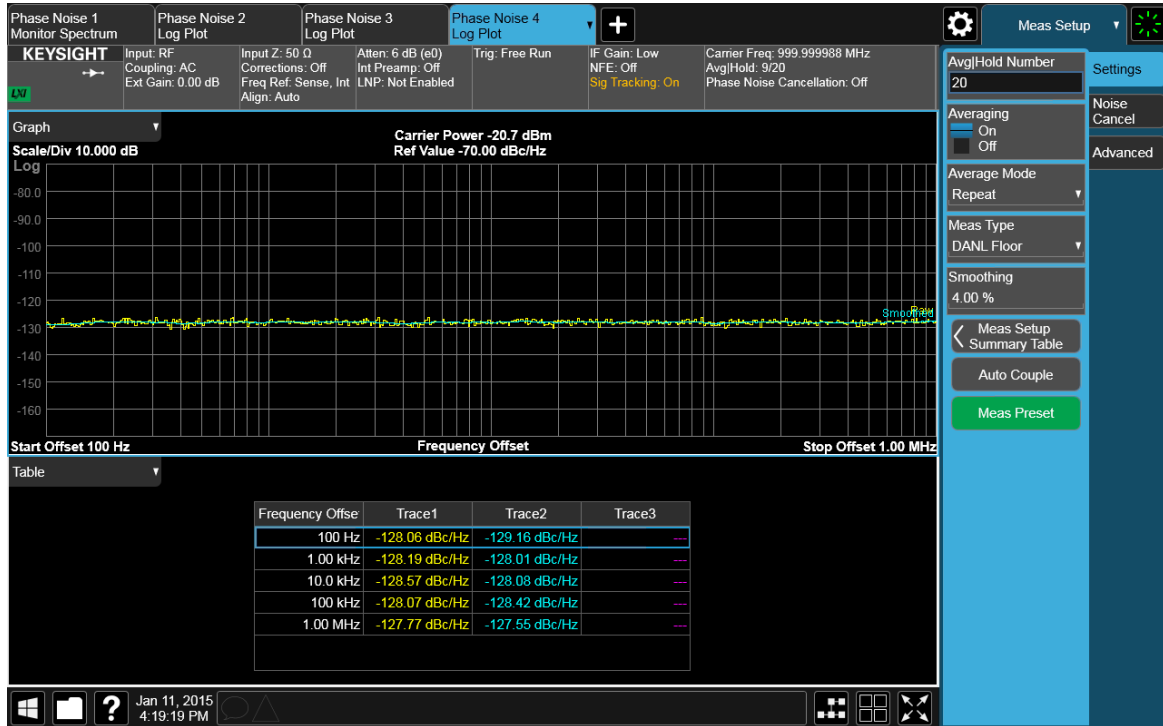 Phase Noise 1
Monitor Spectrum
Phase Noise 2
Log Plot
Phase Noise 3
Log Plot
Phase Noise 4
Log Plot
Meas Setup
KEYSIGHT
LXI
Input: RF
Coupling: AC
Ext Gain: 0.00 dB
Input Z: 50 Ω
Corrections: Off
Freq Ref: Sense, Int
Align: Auto
Atten: 6 dB (e0)
Int Preamp: Off
LNP: Not Enabled
Trig: Free Run
IF Gain: Low
NFE: Off
Sig Tracking: On
Carrier Freq: 999.999988 MHz
Avg|Hold: 9/20
Phase Noise Cancellation: Off
Graph
Scale/Div 10.000 dB
Carrier Power -20.7 dBm
Ref Value -70.00 dBc/Hz
Log
-80.0
-90.0
-100
-110
-120
-130
-140
-150
-160
Raw
Smoothed
Start Offset 100 Hz
Frequency Offset
Stop Offset 1.00 MHz
Table
Frequency Offse Trace1 Trace2 Trace3
100 Hz -128.06 dBc/Hz -129.16 dBc/Hz ---
1.00 kHz -128.19 dBc/Hz -128.01 dBc/Hz ---
10.0 kHz -128.57 dBc/Hz -128.08 dBc/Hz ---
100 kHz -128.07 dBc/Hz -128.42 dBc/Hz ---
1.00 MHz -127.77 dBc/Hz -127.55 dBc/Hz ---
Avg|Hold Number
20
Averaging
On
Off
Average Mode
Repeat
Meas Type
DANL Floor
Smoothing
4.00 %
Meas Setup
Summary Table
Auto Couple
Meas Preset
Settings
Noise
Cancel
Advanced
?
Jan 11, 2015
4:19:19 PM